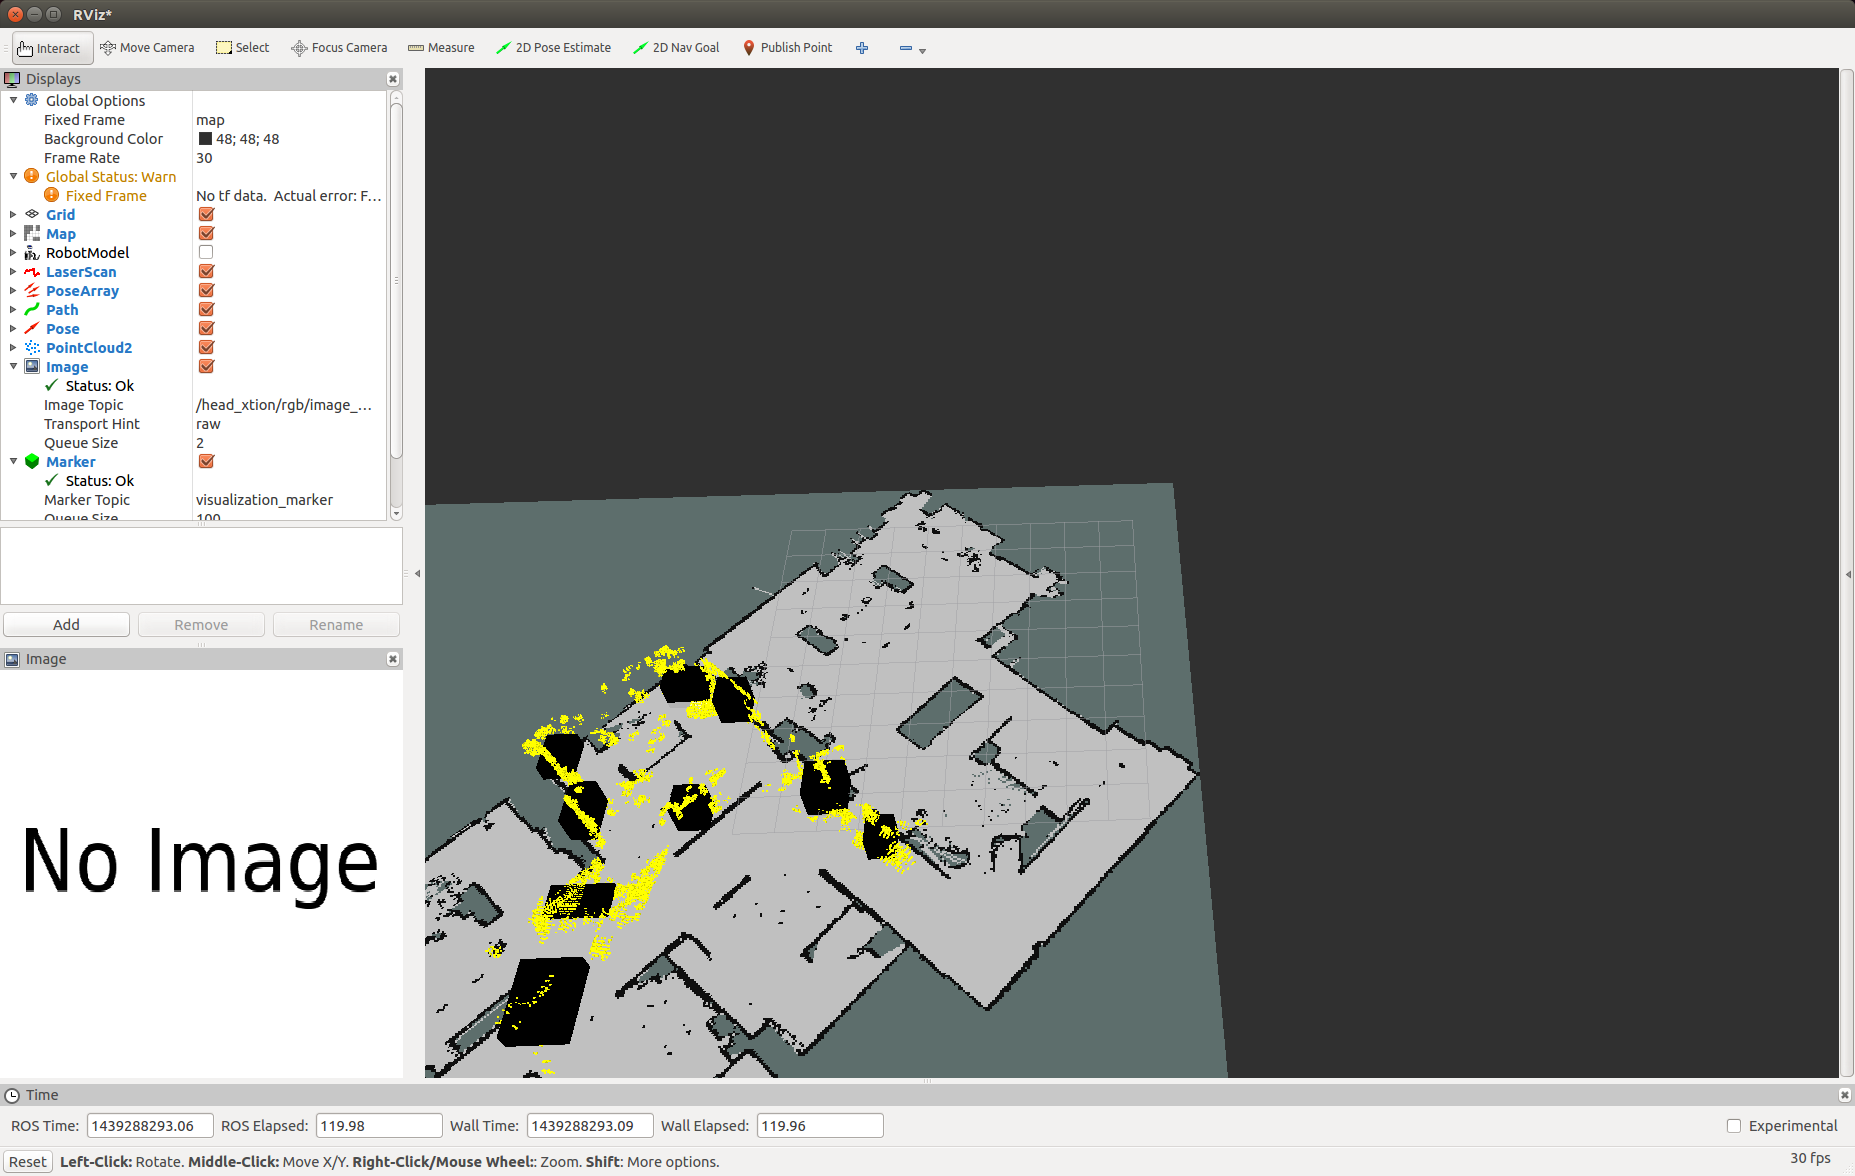 RViz*
Interact Move Camera Select Focus Camera Measure 2D Pose Estimate 2D Nav Goal Publish Point
Displays
Global Options
Fixed Frame map
Background Color 48; 48; 48
Frame Rate 30
Global Status: Warn
Fixed Frame No tf data.  Actual error: F...
Grid
Map
RobotModel
LaserScan
PoseArray
Path
Pose
PointCloud2
Image
Status: Ok
Image Topic /head_xtion/rgb/image_...
Transport Hint raw
Queue Size 2
Marker
Status: Ok
Marker Topic visualization_marker
Queue Size 100
Add Remove Rename
Image
No Image
Time
ROS Time: 1439288293.06 ROS Elapsed: 119.98 Wall Time: 1439288293.09 Wall Elapsed: 119.96 Experimental
Reset Left-Click: Rotate. Middle-Click: Move X/Y. Right-Click/Mouse Wheel:: Zoom. Shift: More options. 30 fps